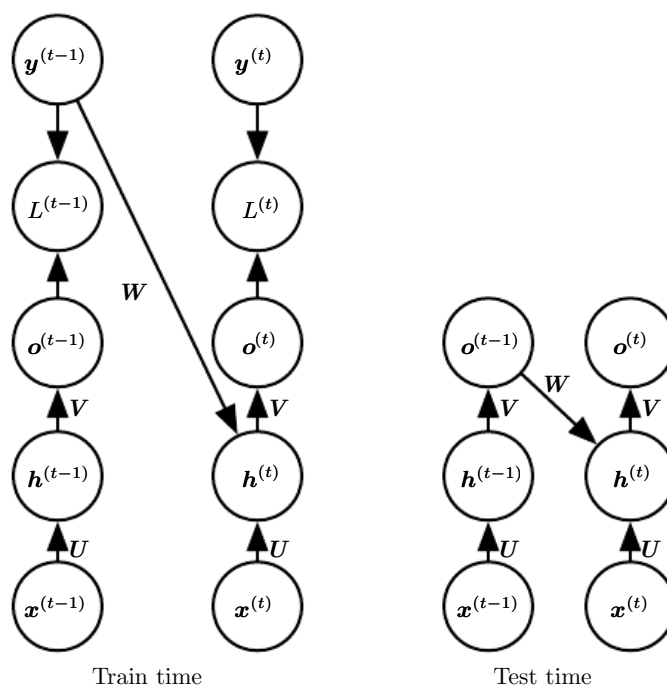 y^{(t−1)} y^{(t)}
L^{(t−1)} L^{(t)}
W
o^{(t−1)} o^{(t)} o^{(t−1)} o^{(t)}
W
V V V V
h^{(t−1)} h^{(t)} h^{(t−1)} h^{(t)}
U U U U
x^{(t−1)} x^{(t)} x^{(t−1)} x^{(t)}
Train time Test time